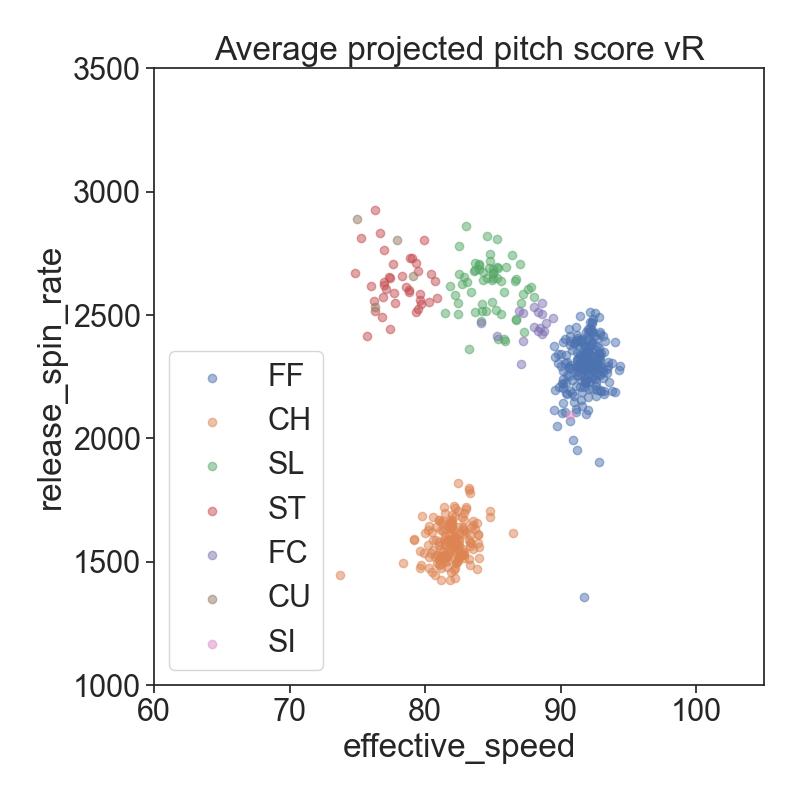 Average projected pitch score vR
3500
3000
2500
2000
1500
1000
release_spin_rate
FF
CH
SL
ST
FC
CU
SI
60 70 80 90 100
effective_speed